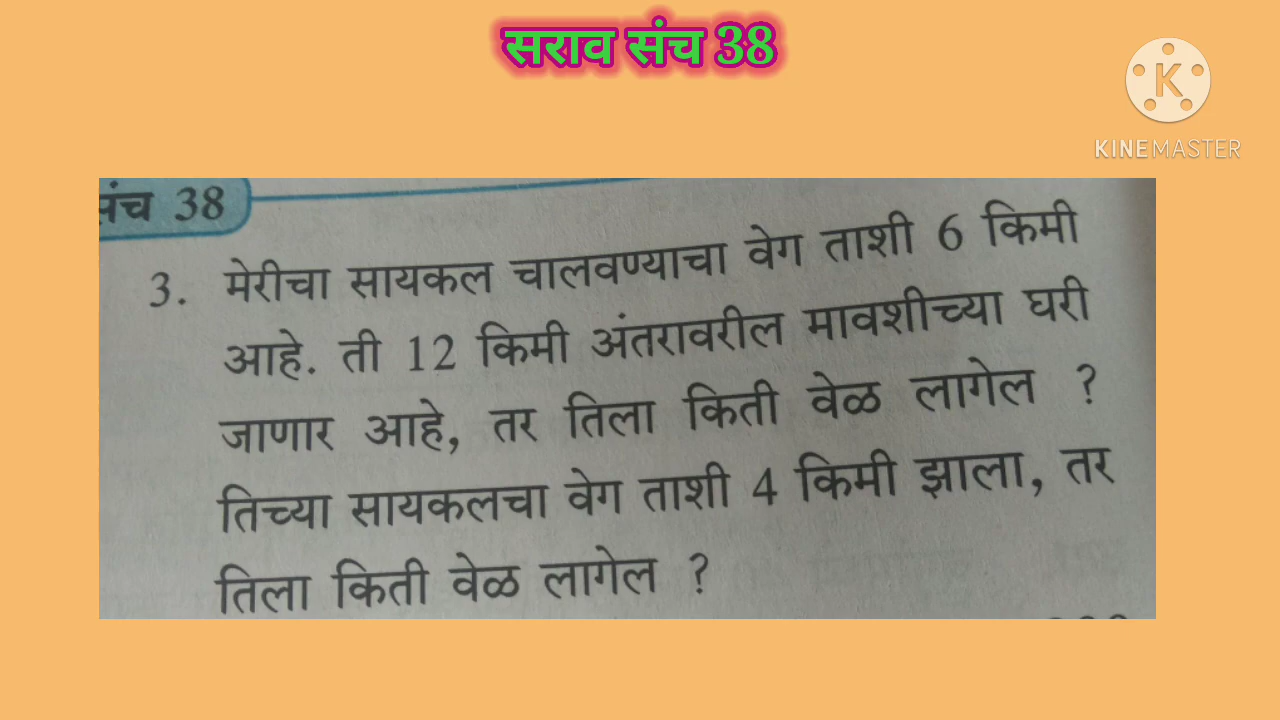 सराव संच 38
K
KINEMASTER
संच 38
3. मेरीचा सायकल चालवण्याचा वेग ताशी 6 किमी
आहे. ती 12 किमी अंतरावरील मावशीच्या घरी
जाणार आहे, तर तिला किती वेळ लागेल ?
तिच्या सायकलचा वेग ताशी 4 किमी झाला, तर
तिला किती वेळ लागेल ?